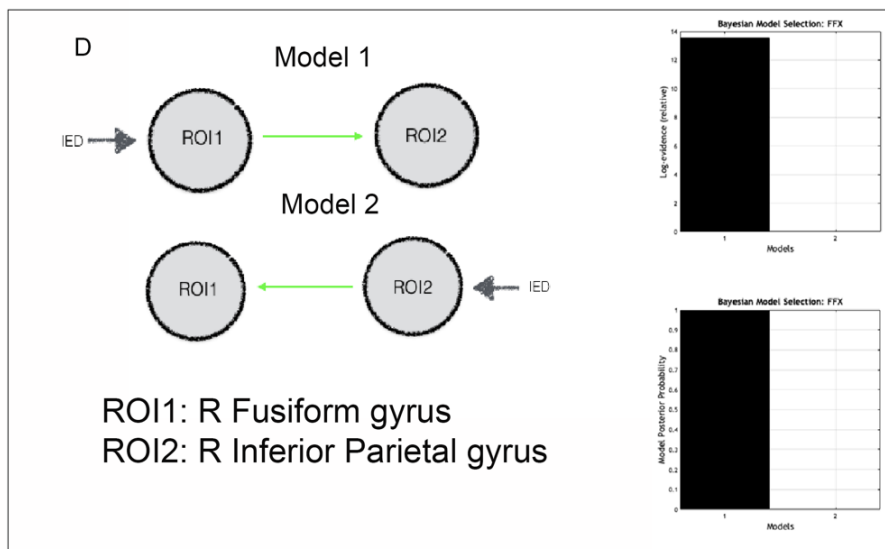 D
Model 1
IED
ROI1
ROI2
Model 2
ROI1
ROI2
IED
ROI1: R Fusiform gyrus
ROI2: R Inferior Parietal gyrus
Bayesian Model Selection: FFX
Log-evidence (relative)
14
12
10
8
6
4
2
0
1
2
Models
Bayesian Model Selection: FFX
Model Posterior Probability
1
0.9
0.8
0.7
0.6
0.5
0.4
0.3
0.2
0.1
0
1
2
Models